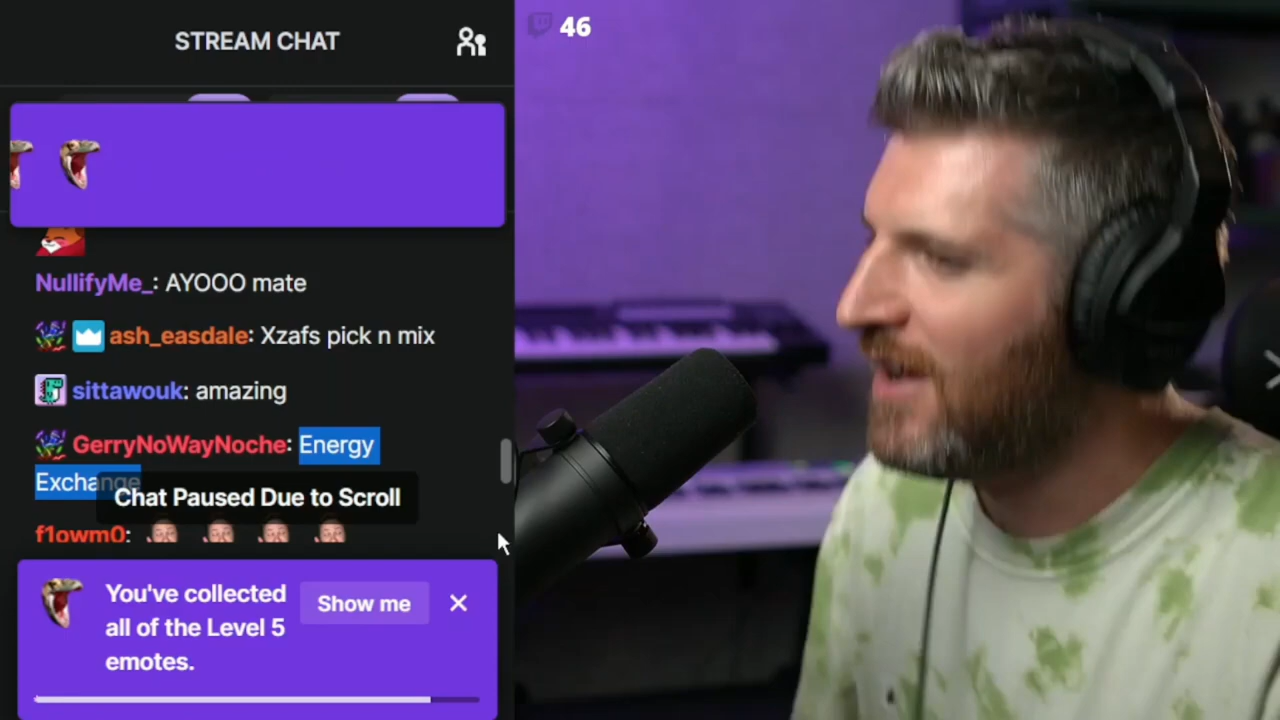 STREAM CHAT
46
NullifyMe_: AYOOO mate
ash_easdale: Xzafs pick n mix
sittawouk: amazing
GerryNoWayNoche: Energy
Exchange
Chat Paused Due to Scroll
f1owm0:
You've collected
all of the Level 5
emotes.
Show me